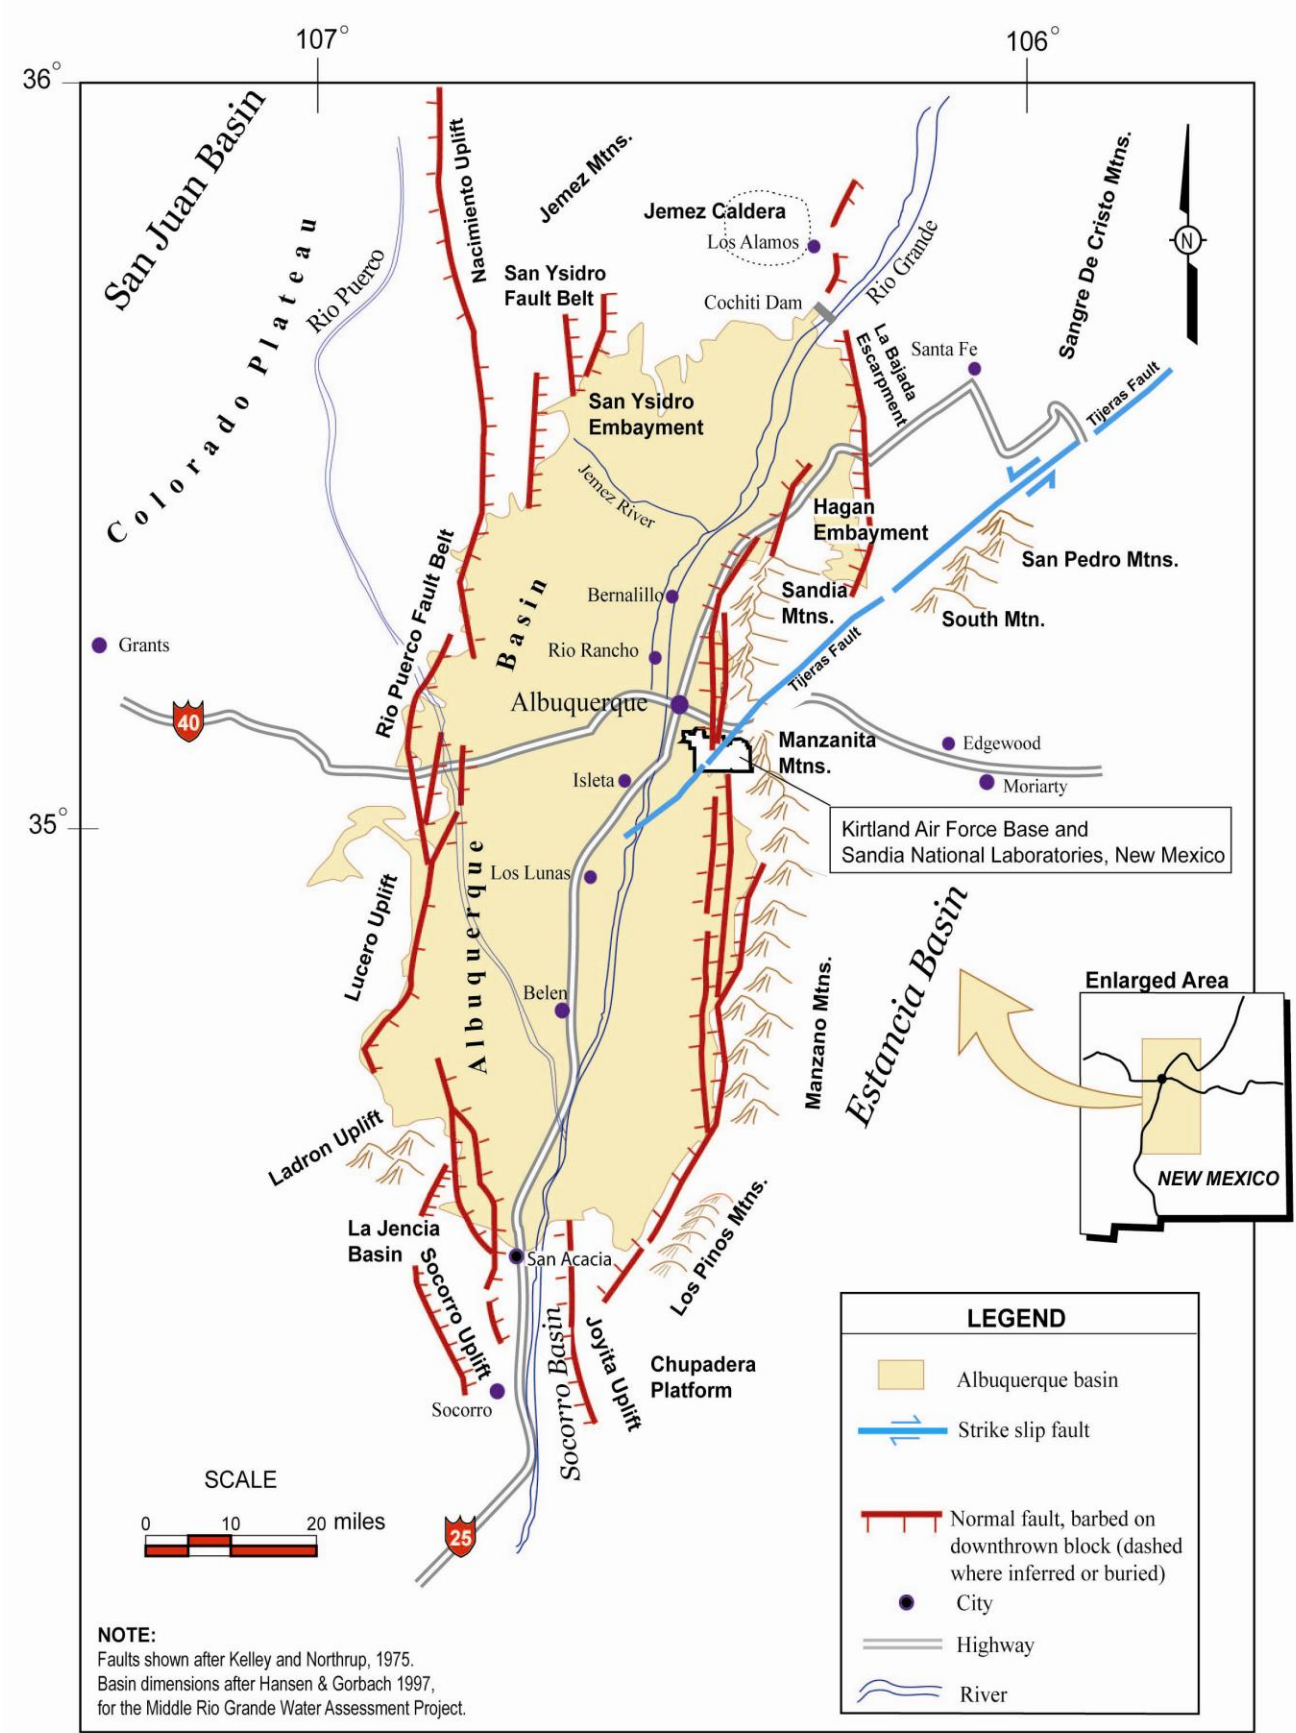 107°
106°
36°
San Juan Basin
Colorado Plateau
Rio Puerco
Nacimiento Uplift
Jemez Mtns.
Jemez Caldera
Los Alamos
Rio Grande
Sangre De Cristo Mtns.
N
San Ysidro
Fault Belt
Cochiti Dam
La Bajada
Escarpment
Santa Fe
Tijeras Fault
San Ysidro
Embayment
Jemez River
Hagan
Embayment
San Pedro Mtns.
Rio Puerco Fault Belt
Bernalillo
Sandia
Mtns.
South Mtn.
Grants
Rio Rancho
Tijeras Fault
Albuquerque
40
Manzanita
Mtns.
Edgewood
Isleta
Moriarty
35°
Kirtland Air Force Base and
Sandia National Laboratories, New Mexico
Los Lunas
Lucero Uplift
Albuquerque Basin
Estancia Basin
Belen
Manzano Mtns.
Enlarged Area
NEW MEXICO
Ladron Uplift
La Jencia
Basin
San Acacia
Los Pinos Mtns.
Socorro Uplift
Socorro Basin
Joyita Uplift
Chupadera
Platform
Socorro
SCALE
0 10 20 miles
25
LEGEND
Albuquerque basin
Strike slip fault
Normal fault, barbed on
downthrown block (dashed
where inferred or buried)
City
Highway
River
NOTE:
Faults shown after Kelley and Northrup, 1975.
Basin dimensions after Hansen & Gorbach 1997,
for the Middle Rio Grande Water Assessment Project.